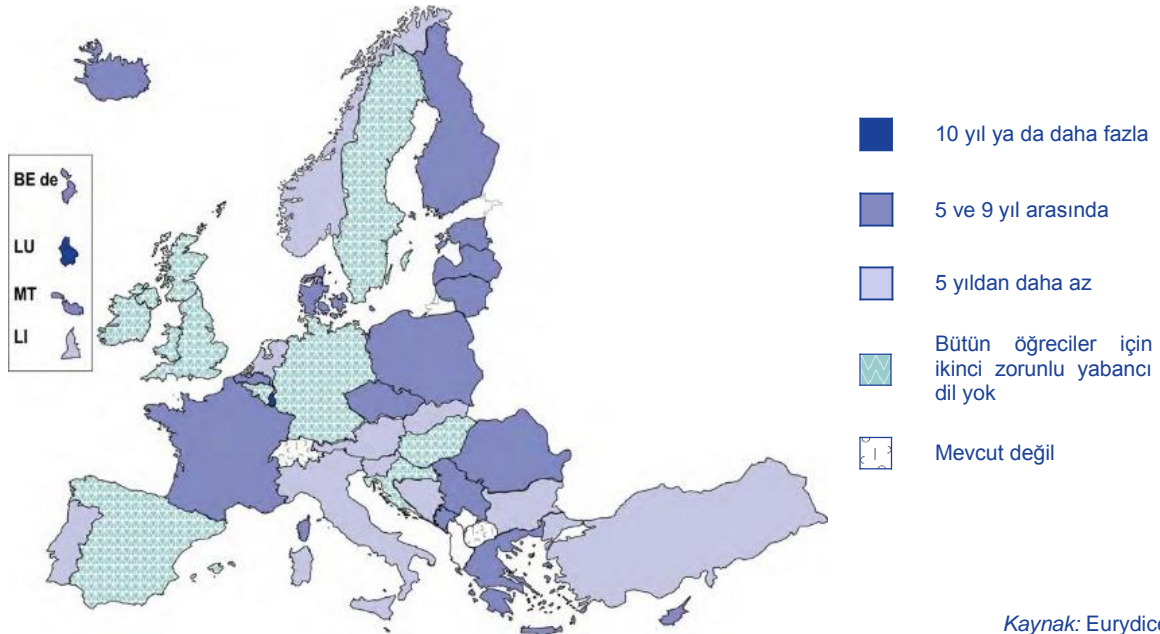 BE de
LU
MT
LI
10 yıl ya da daha fazla
5 ve 9 yıl arasında
5 yıldan daha az
Bütün öğreciler için
ikinci zorunlu yabancı
dil yok
Mevcut değil
Kaynak: Eurydice